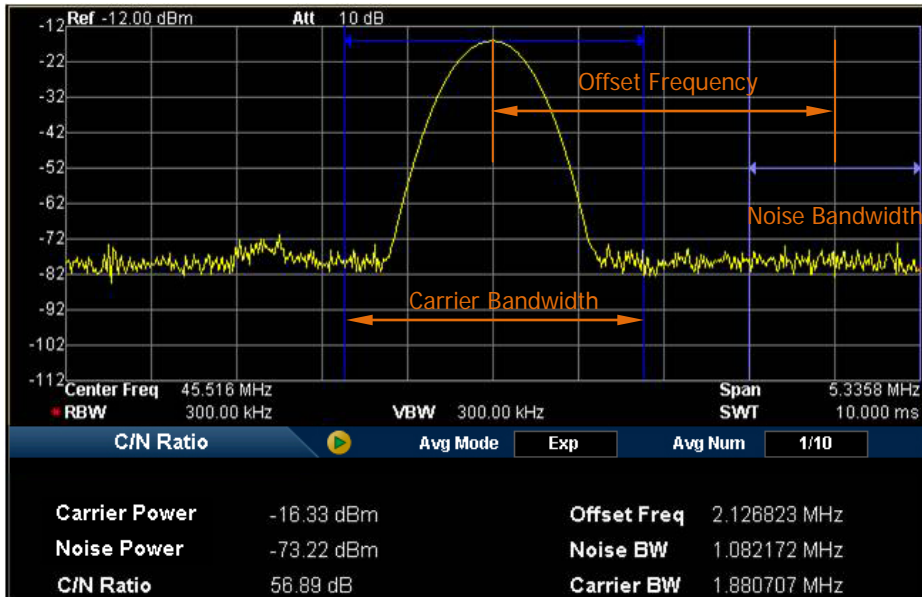 Ref -12.00 dBm Att 10 dB
-12
-22
-32
-42
-52
-62
-72
-82
-92
-102
-112
Offset Frequency
Noise Bandwidth
Carrier Bandwidth
Center Freq 45.516 MHz Span 5.3358 MHz
*RBW 300.00 kHz VBW 300.00 kHz SWT 10.000 ms
C/N Ratio Avg Mode Exp Avg Num 1/10
Carrier Power -16.33 dBm Offset Freq 2.126823 MHz
Noise Power -73.22 dBm Noise BW 1.082172 MHz
C/N Ratio 56.89 dB Carrier BW 1.880707 MHz